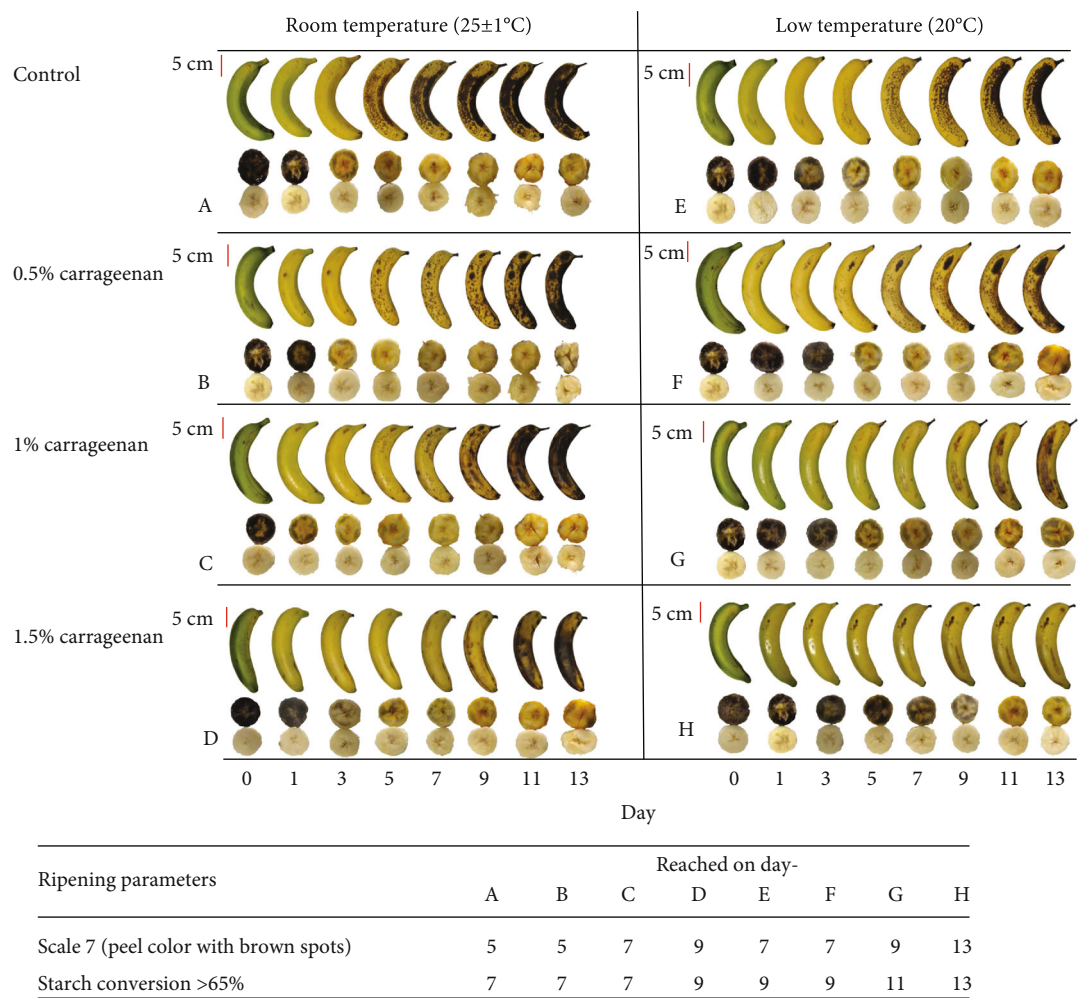 Room temperature (25±1°C) Low temperature (20°C)
Control 5 cm 5 cm
A E
0.5% carrageenan 5 cm 5 cm
B F
1% carrageenan 5 cm 5 cm
C G
1.5% carrageenan 5 cm 5 cm
D H
0 1 3 5 7 9 11 13 0 1 3 5 7 9 11 13
Day
Ripening parameters Reached on day-
A B C D E F G H
Scale 7 (peel color with brown spots) 5 5 7 9 7 7 9 13
Starch conversion >65% 7 7 7 9 9 9 11 13